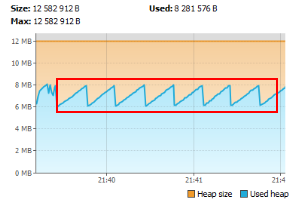 Size: 12 582 912 B Used: 8 281 576 B
Max: 12 582 912 B
12 MB
10 MB
8 MB
6 MB
4 MB
2 MB
0 MB
21:40 21:41 21:4
Heap size Used heap